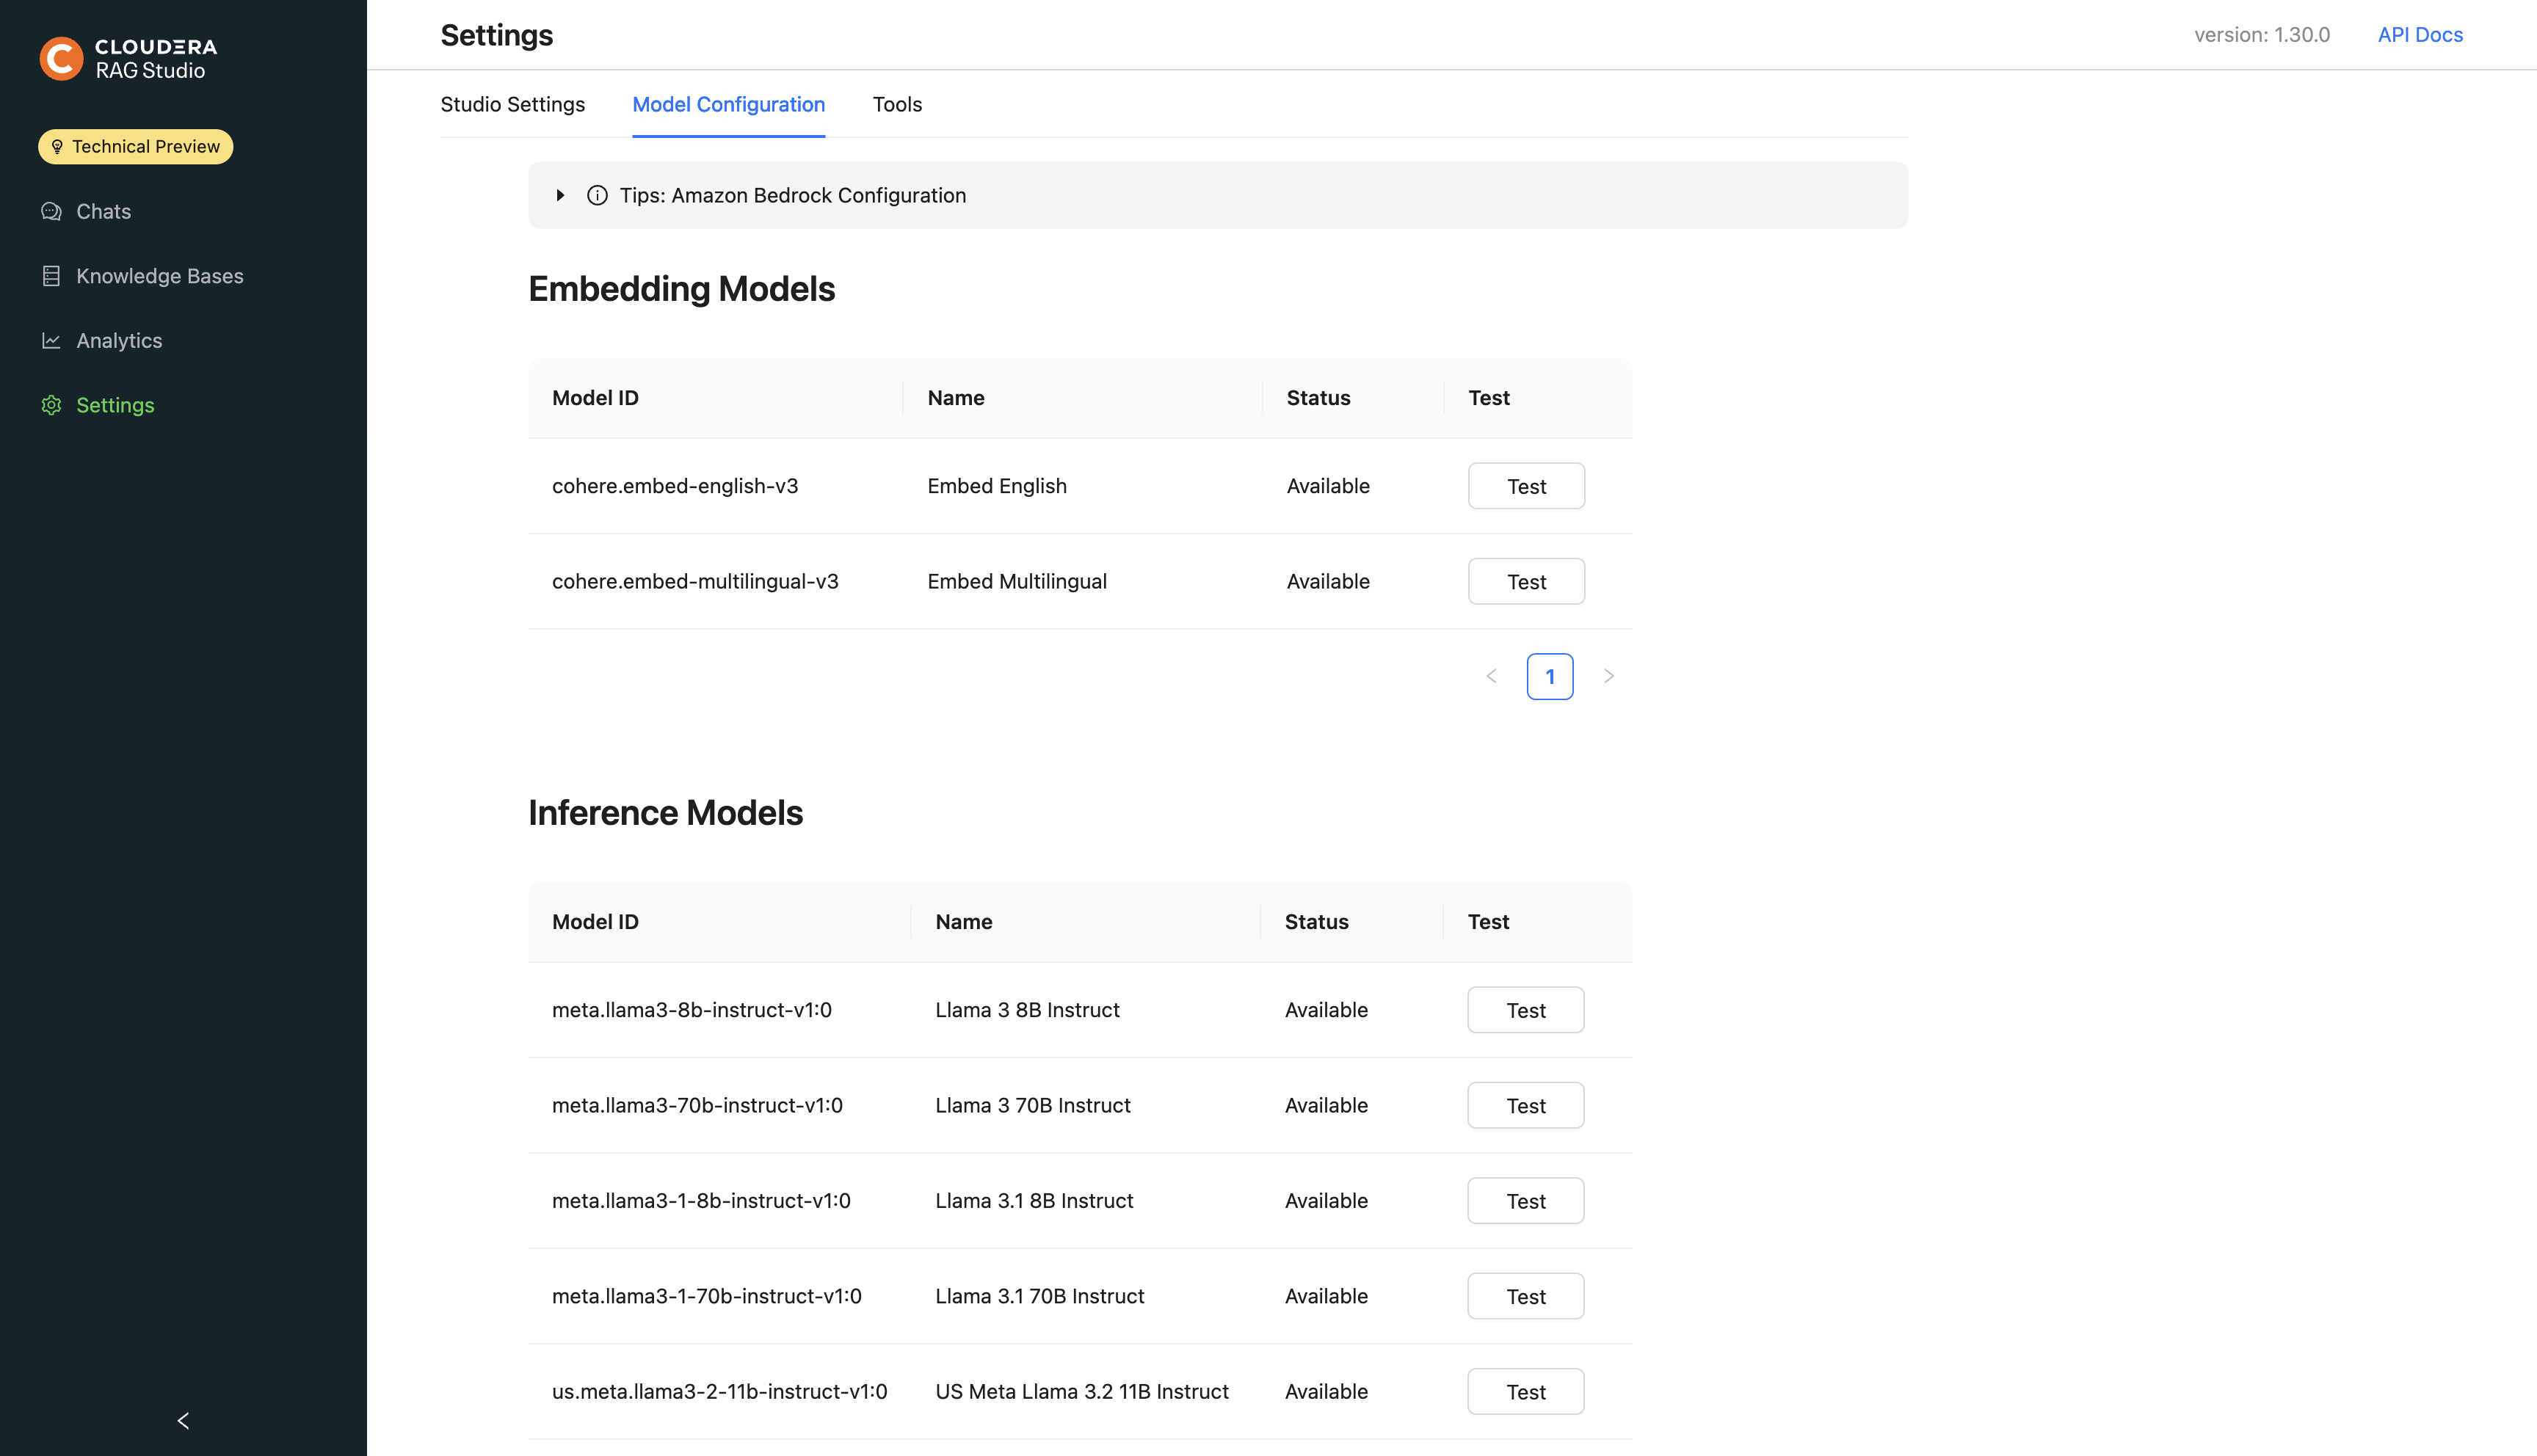 CLOUDERA
RAG Studio
Technical Preview
Chats
Knowledge Bases
Analytics
Settings
Settings
version: 1.30.0 API Docs
Studio Settings Model Configuration Tools
Tips: Amazon Bedrock Configuration
Embedding Models
Model ID Name Status Test
cohere.embed-english-v3 Embed English Available Test
cohere.embed-multilingual-v3 Embed Multilingual Available Test
1
Inference Models
Model ID Name Status Test
meta.llama3-8b-instruct-v1:0 Llama 3 8B Instruct Available Test
meta.llama3-70b-instruct-v1:0 Llama 3 70B Instruct Available Test
meta.llama3-1-8b-instruct-v1:0 Llama 3.1 8B Instruct Available Test
meta.llama3-1-70b-instruct-v1:0 Llama 3.1 70B Instruct Available Test
us.meta.llama3-2-11b-instruct-v1:0 US Meta Llama 3.2 11B Instruct Available Test